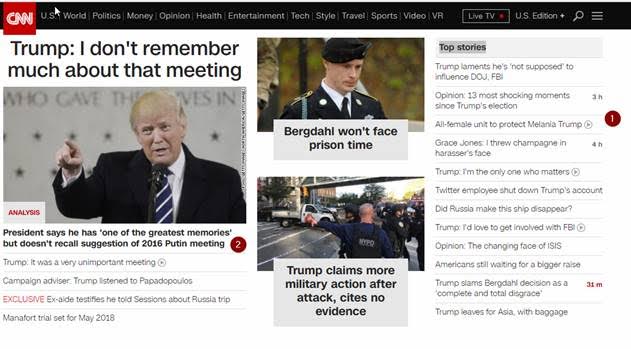 CNN U.S. World Politics Money Opinion Health Entertainment Tech Style Travel Sports Video VR Live TV U.S. Edition +
Trump: I don't remember
much about that meeting
WHO GAVE THE LIVES IN
ANALYSIS
President says he has 'one of the greatest memories'
but doesn't recall suggestion of 2016 Putin meeting 2
Trump: It was a very unimportant meeting
Campaign adviser: Trump listened to Papadopoulos
EXCLUSIVE Ex-aide testifies he told Sessions about Russia trip
Manafort trial set for May 2018
Bergdahl won't face
prison time
NYPD
Trump claims more
military action after
attack, cites no
evidence
Top stories
Trump laments he's 'not supposed' to
influence DOJ, FBI
Opinion: 13 most shocking moments 3 h
since Trump's election
All-female unit to protect Melania Trump 1
Grace Jones: I threw champagne in 4 h
harasser's face
Trump: I'm the only one who matters
Twitter employee shut down Trump's account
Did Russia make this ship disappear?
Trump: I'd love to get involved with FBI
Opinion: The changing face of ISIS
Americans still waiting for a bigger raise
Trump slams Bergdahl decision as a 31 m
'complete and total disgrace'
Trump leaves for Asia, with baggage